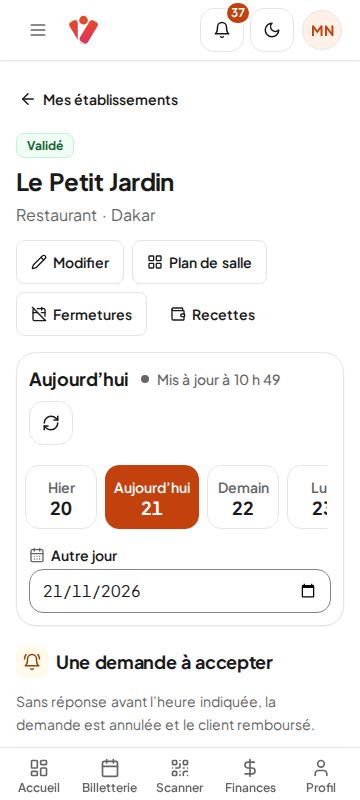 37
MN
Mes établissements
Validé
Le Petit Jardin
Restaurant · Dakar
Modifier
Plan de salle
Fermetures
Recettes
Aujourd’hui
Mis à jour à 10 h 49
Hier
20
Aujourd’hui
21
Demain
22
Lu
23
Autre jour
21/11/2026
Une demande à accepter
Sans réponse avant l’heure indiquée, la
demande est annulée et le client remboursé.
Accueil
Billetterie
Scanner
Finances
Profil